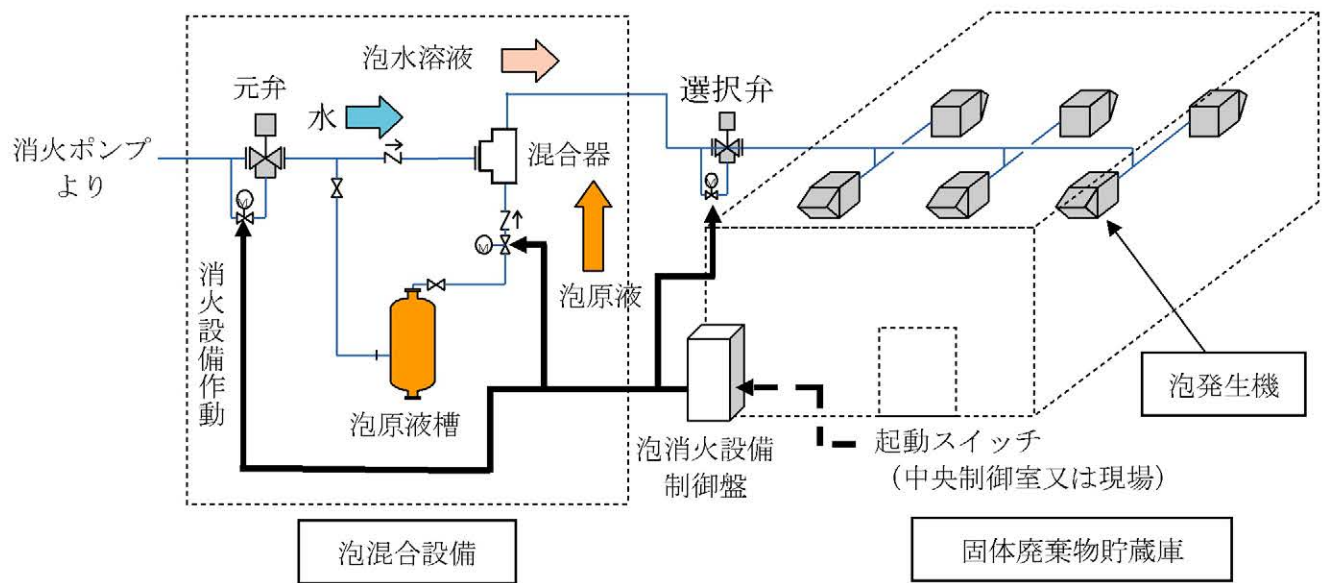 泡水溶液
元弁
水
選択弁
消火ポンプ
より
混合器
M
M
M
泡原液
消火設備作動
泡原液槽
泡発生機
泡消火設備
制御盤
起動スイッチ
（中央制御室又は現場）
泡混合設備
固体廃棄物貯蔵庫